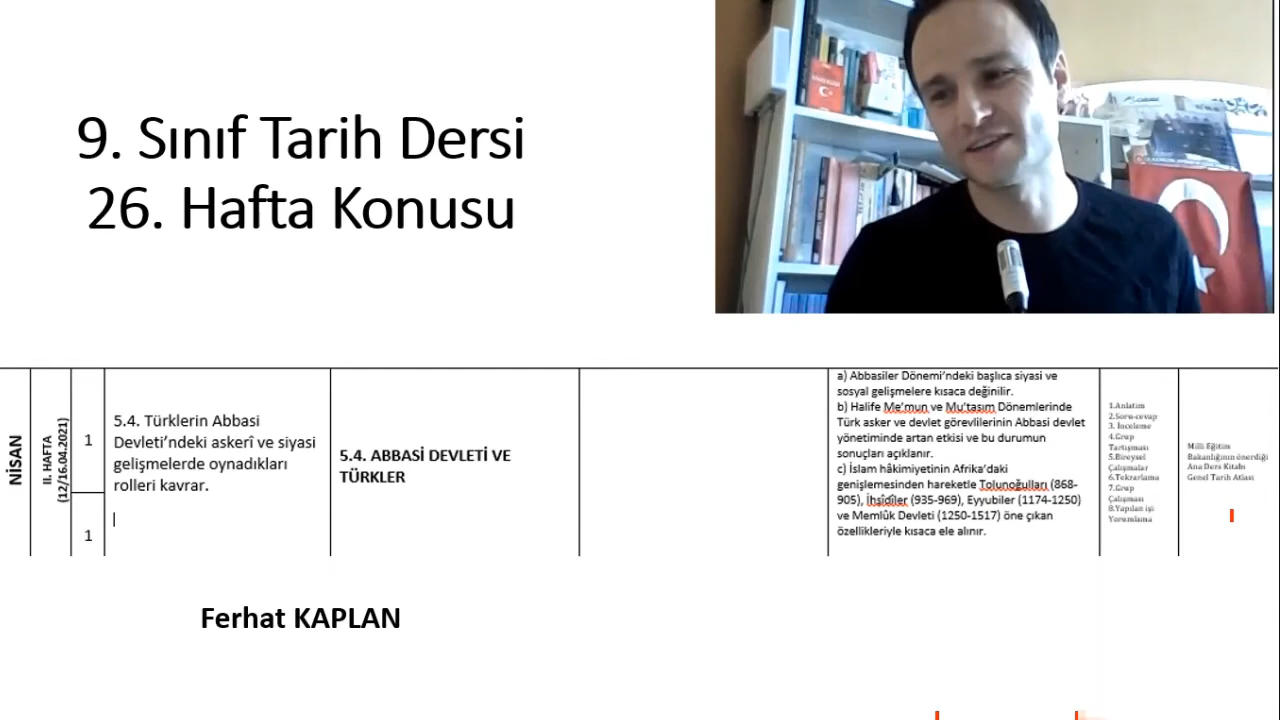 9. Sınıf Tarih Dersi
26. Hafta Konusu
NİSAN
II. HAFTA
(12/16.04.2021)
1
1
5.4. Türklerin Abbasi
Devleti’ndeki askerî ve siyasi
gelişmelerde oynadıkları
rolleri kavrar.
5.4. ABBASİ DEVLETİ VE
TÜRKLER
a) Abbasiler Dönemi’ndeki başlıca siyasi ve
sosyal gelişmelere kısaca değinilir.
b) Halife Me’mun ve Mu’tasım Dönemlerinde
Türk asker ve devlet görevlilerinin Abbasi devlet
yönetiminde artan etkisi ve bu durumun
sonuçları açıklanır.
c) İslam hâkimiyetinin Afrika’daki
genişlemesinden hareketle Tolunoğulları (868-
905), İhşîdîler (935-969), Eyyubiler (1174-1250)
ve Memlûk Devleti (1250-1517) öne çıkan
özellikleriyle kısaca ele alınır.
1.Anlatım
2.Soru-cevap
3. İnceleme
4.Grup
Tartışması
5.Bireysel
Çalışmalar
6.Tekrarlama
7.Grup
Çalışması
8.Yapılan işi
Yorumlama
Milli Eğitim
Bakanlığının önerdiği
Ana Ders Kitabı
Genel Tarih Atlası
Ferhat KAPLAN